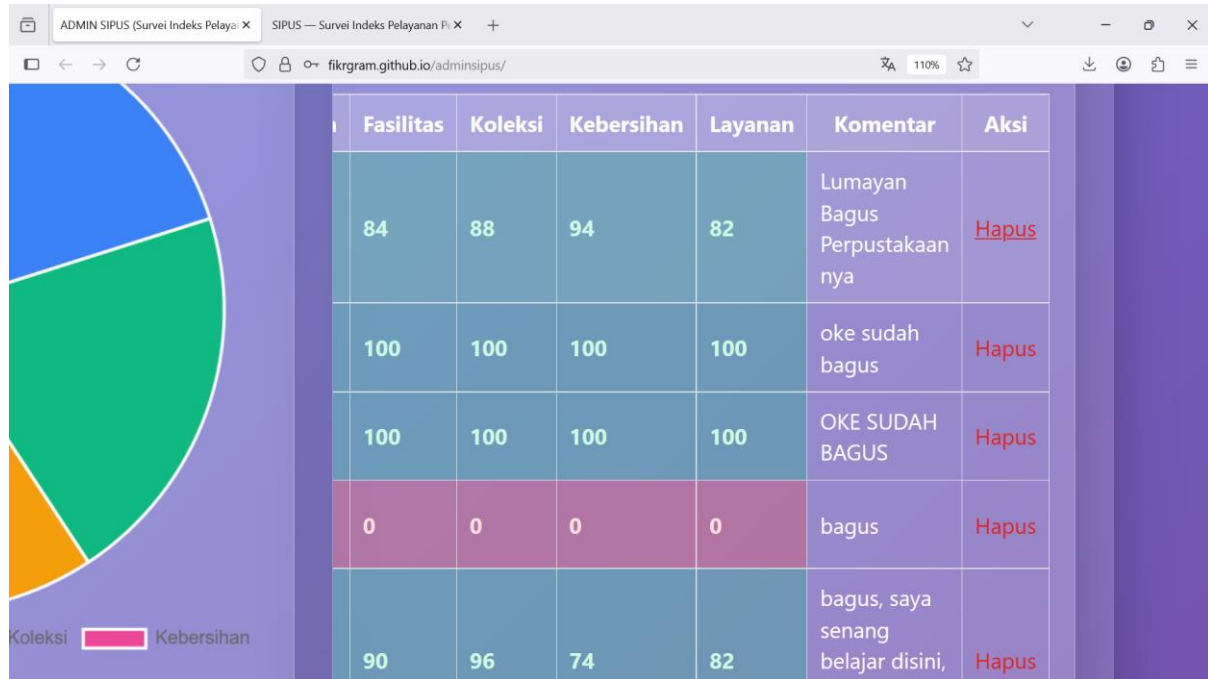 ADMIN SIPUS (Survei Indeks Pelaya
SIPUS — Survei Indeks Pelayanan Pe
fikrgram.github.io/adminsipus/
110%
Fasilitas Koleksi Kebersihan Layanan Komentar Aksi
84 88 94 82 Lumayan
Bagus
Perpustakaan
nya Hapus
100 100 100 100 oke sudah
bagus Hapus
100 100 100 100 OKE SUDAH
BAGUS Hapus
0 0 0 0 bagus Hapus
90 96 74 82 bagus, saya
senang
belajar disini, Hapus
Koleksi Kebersihan